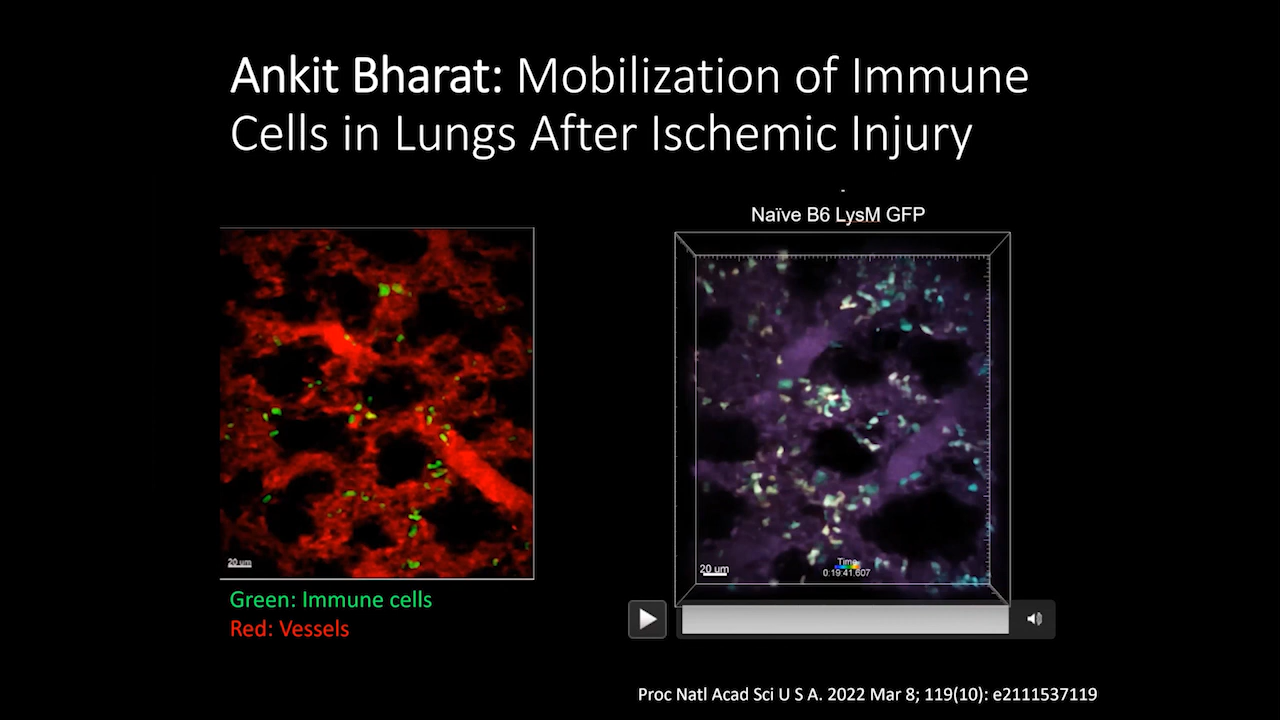 Ankit Bharat: Mobilization of Immune
Cells in Lungs After Ischemic Injury
-
Naïve B6 LysM GFP
20 um
20 um
Time
0:19:41.607
Green: Immune cells
Red: Vessels
Proc Natl Acad Sci U S A. 2022 Mar 8; 119(10): e2111537119